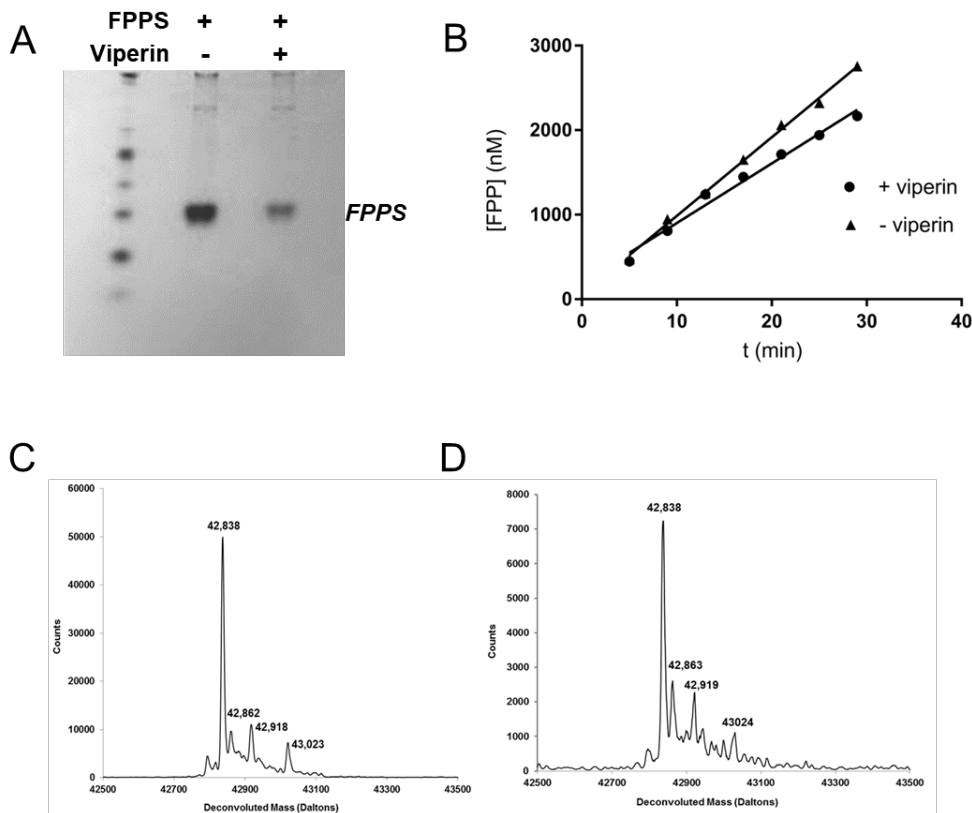 A
FPPS + +
Viperin - +
FPPS
B
3000
2000
1000
0
[FPP] (nM)
+ viperin
- viperin
0 10 20 30 40
t (min)
C
60000
50000
40000
30000
20000
10000
0
Counts
42,838
42,862
42,918
43,023
42500 42700 42900 43100 43300 43500
Deconvoluted Mass (Daltons)
D
8000
7000
6000
5000
4000
3000
2000
1000
0
Counts
42,838
42,863
42,919
43024
42500 42700 42900 43100 43300 43500
Deconvoluted Mass (Daltons)